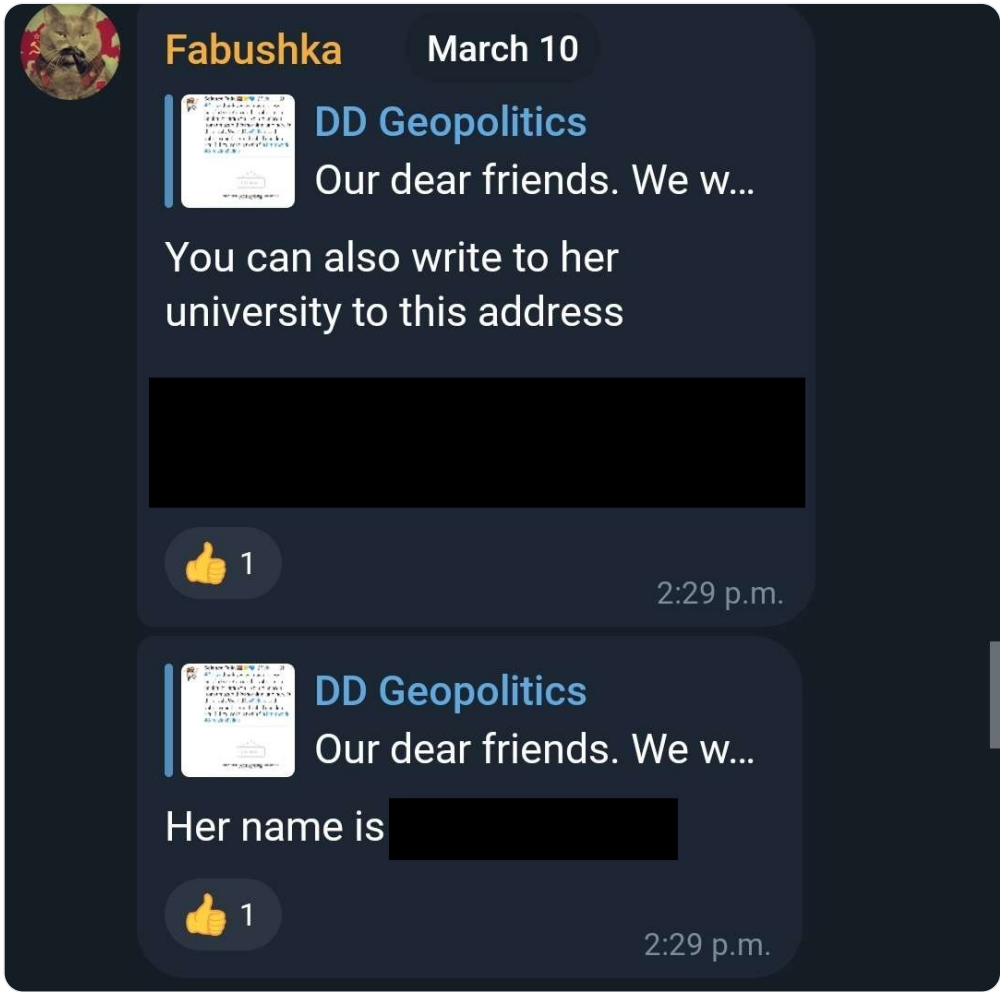 Fabushka
March 10
DD Geopolitics
Our dear friends. We w...
You can also write to her
university to this address
👍 1
2:29 p.m.
DD Geopolitics
Our dear friends. We w...
Her name is
👍 1
2:29 p.m.